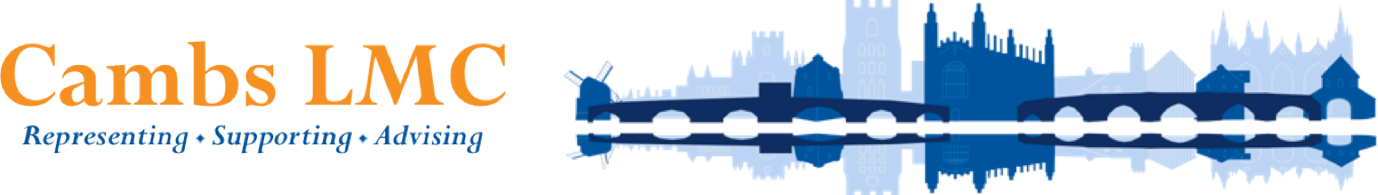 Cambs LMC
Representing ✦ Supporting ✦ Advising